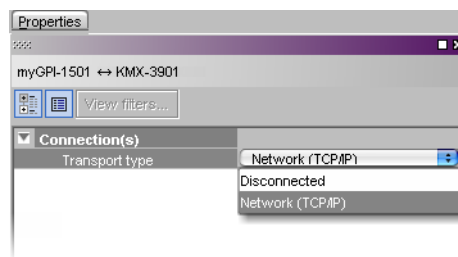 Properties
myGPI-1501 ↔ KMX-3901
View filters...
Connection(s)
Transport type
Network (TCP/IP)
Disconnected
Network (TCP/IP)